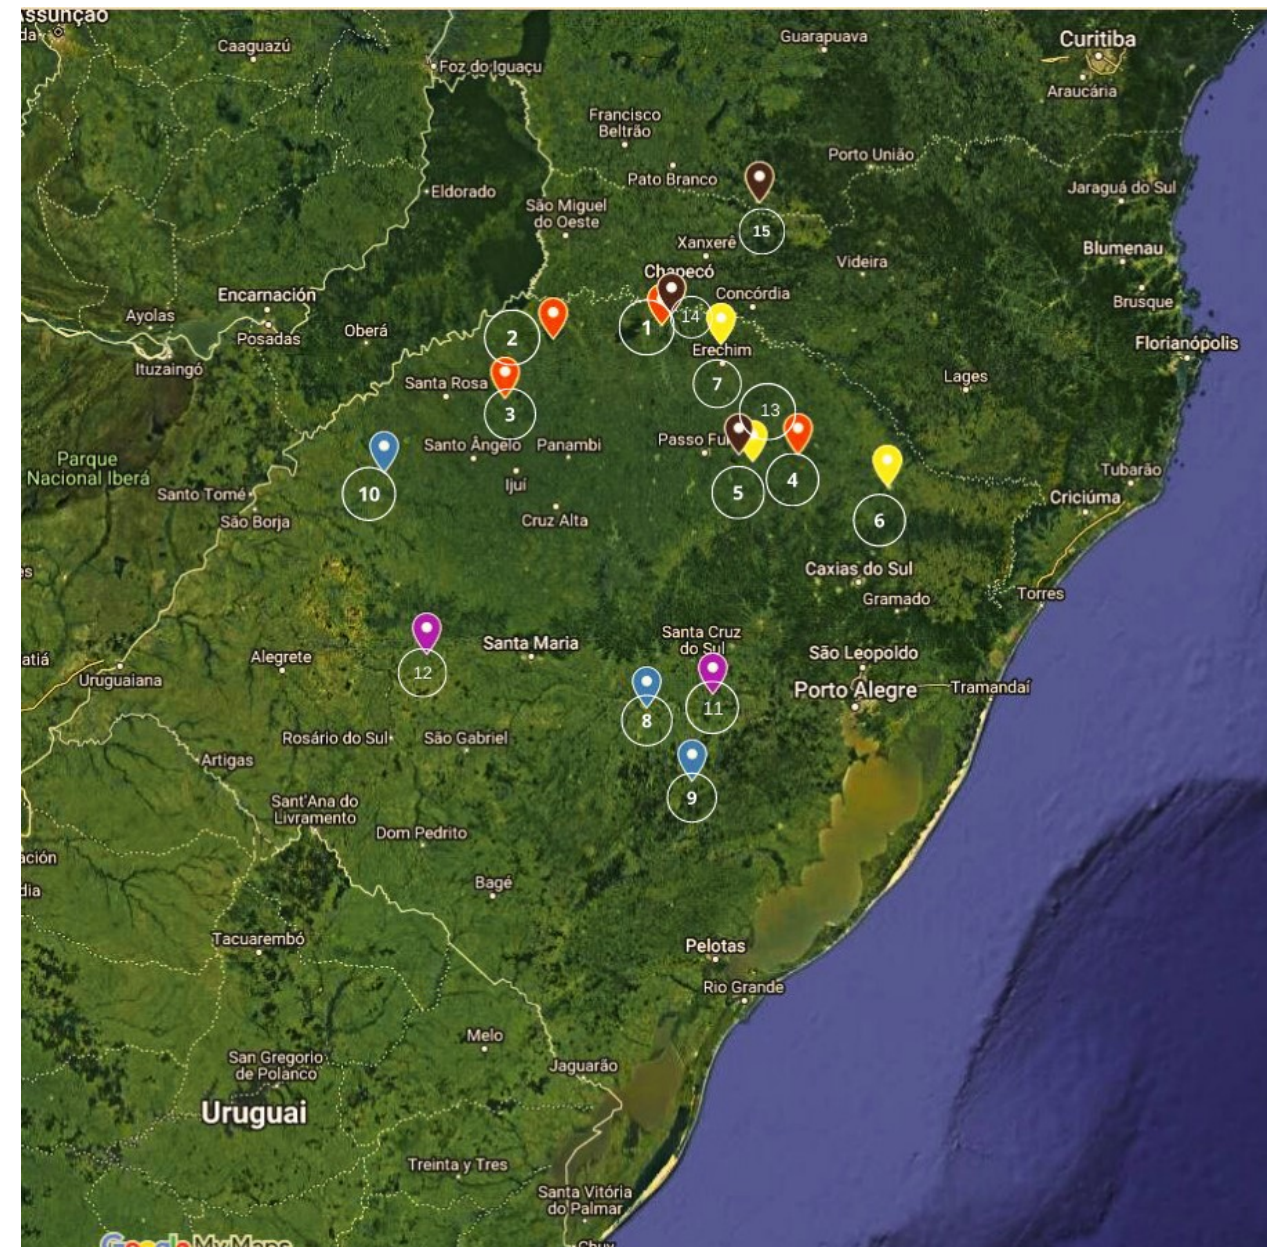 Assunção
Caaguazú
Guarapuava
Curitiba
Foz do Iguaçu
Araucária
Francisco
Beltrão
Porto União
Pato Branco
Eldorado
Jaraguá do Sul
São Miguel
do Oeste
15
Xanxerê
Blumenau
Videira
Chapecó
Encarnación
Concórdia
Brusque
Ayolas
14
1
Oberá
2
Posadas
Florianópolis
Erechim
Ituzaingó
Lages
Santa Rosa
7
3
13
Santo Ângelo
Panambi
Passo Fu
Parque
Nacional Iberá
Tubarão
Ijuí
4
5
10
Santo Tomé
Criciúma
São Borja
Cruz Alta
6
Caxias do Sul
Torres
Gramado
Santa Cruz
do Sul
Santa Maria
Alegrete
São Leopoldo
12
Uruguaiana
Porto Alegre
Tramandaí
11
8
Rosário do Sul
São Gabriel
Artigas
9
Sant'Ana do
Livramento
Dom Pedrito
Bagé
Tacuarembó
Pelotas
Rio Grande
Melo
San Gregorio
de Polanco
Jaguarão
Uruguai
Treinta y Tres
Santa Vitória
do Palmar
Google My Maps
Chuy